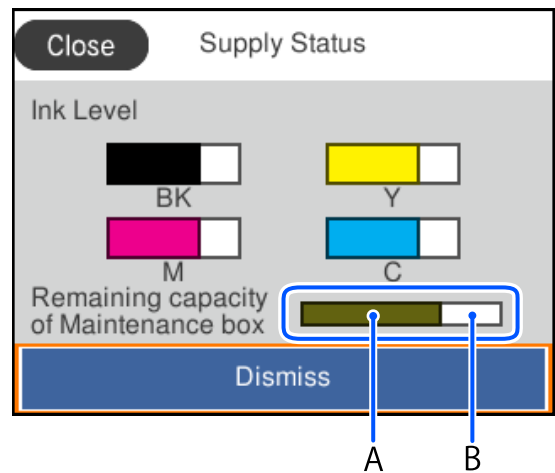 Close
Supply Status
Ink Level
BK
Y
M
C
Remaining capacity
of Maintenance box
Dismiss
A
B